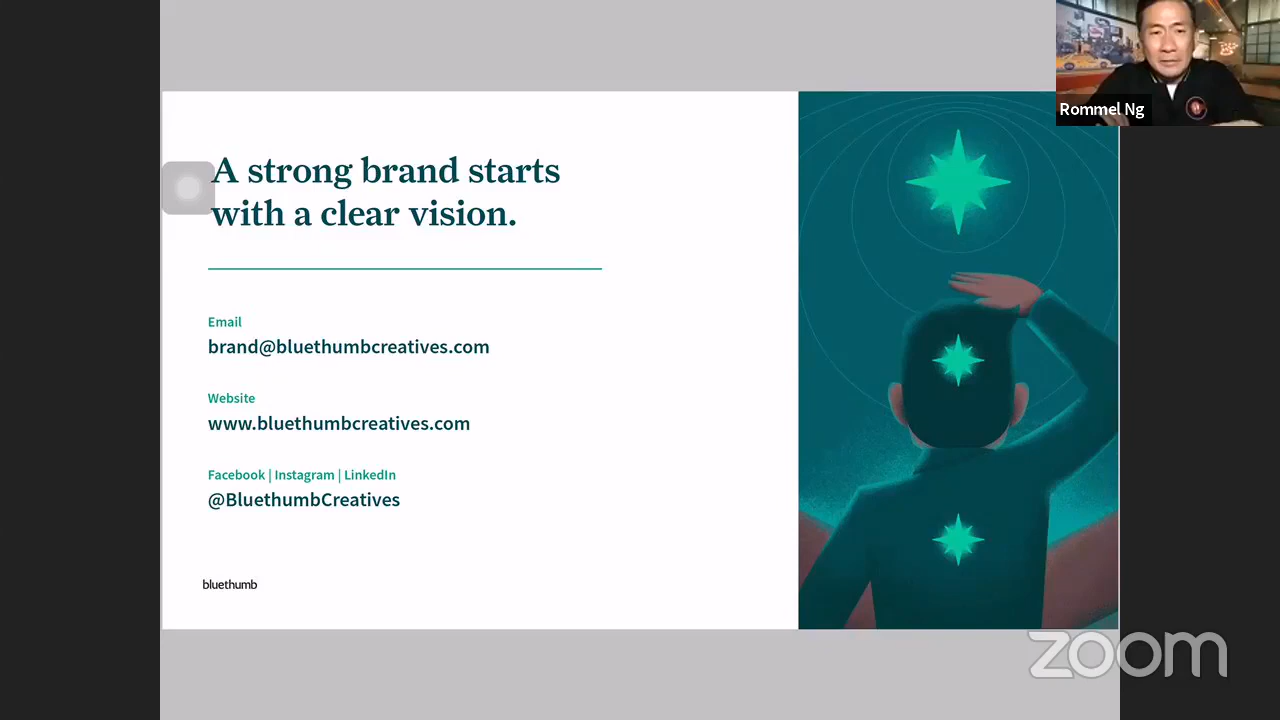 Rommel Ng
A strong brand starts
with a clear vision.
Email
brand@bluethumbcreatives.com
Website
www.bluethumbcreatives.com
Facebook | Instagram | LinkedIn
@BluethumbCreatives
bluethumb
zoom